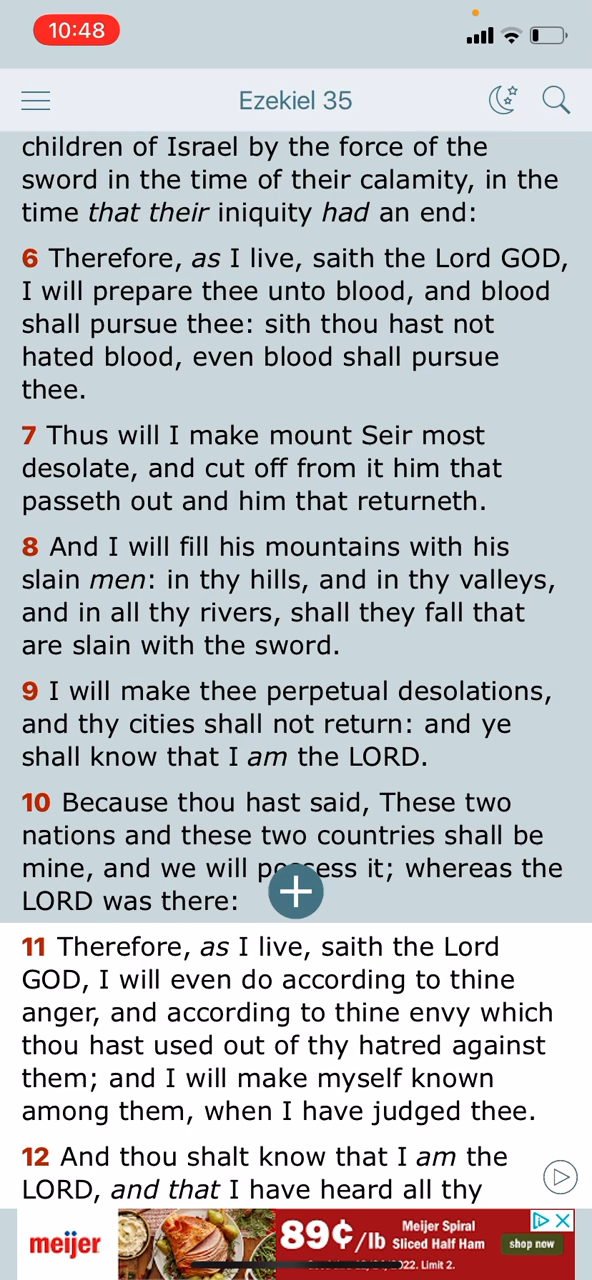 10:48
Ezekiel 35
children of Israel by the force of the
sword in the time of their calamity, in the
time that their iniquity had an end:
6 Therefore, as I live, saith the Lord GOD,
I will prepare thee unto blood, and blood
shall pursue thee: sith thou hast not
hated blood, even blood shall pursue
thee.
7 Thus will I make mount Seir most
desolate, and cut off from it him that
passeth out and him that returneth.
8 And I will fill his mountains with his
slain men: in thy hills, and in thy valleys,
and in all thy rivers, shall they fall that
are slain with the sword.
9 I will make thee perpetual desolations,
and thy cities shall not return: and ye
shall know that I am the LORD.
10 Because thou hast said, These two
nations and these two countries shall be
mine, and we will possess it; whereas the
LORD was there:
11 Therefore, as I live, saith the Lord
GOD, I will even do according to thine
anger, and according to thine envy which
thou hast used out of thy hatred against
them; and I will make myself known
among them, when I have judged thee.
12 And thou shalt know that I am the
LORD, and that I have heard all thy
meijer
89¢/lb
Meijer Spiral
Sliced Half Ham
shop now
Limit 2.